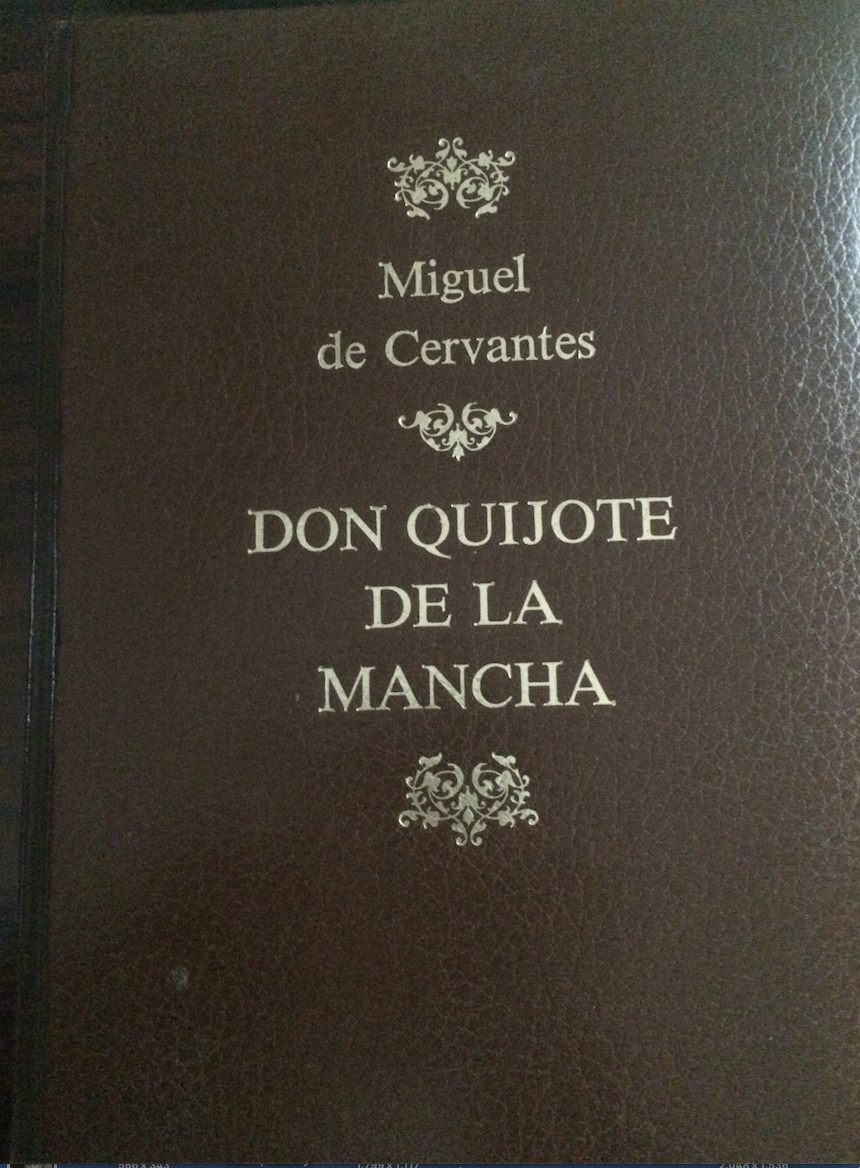 Miguel
de Cervantes
DON QUIJOTE
DE LA
MANCHA